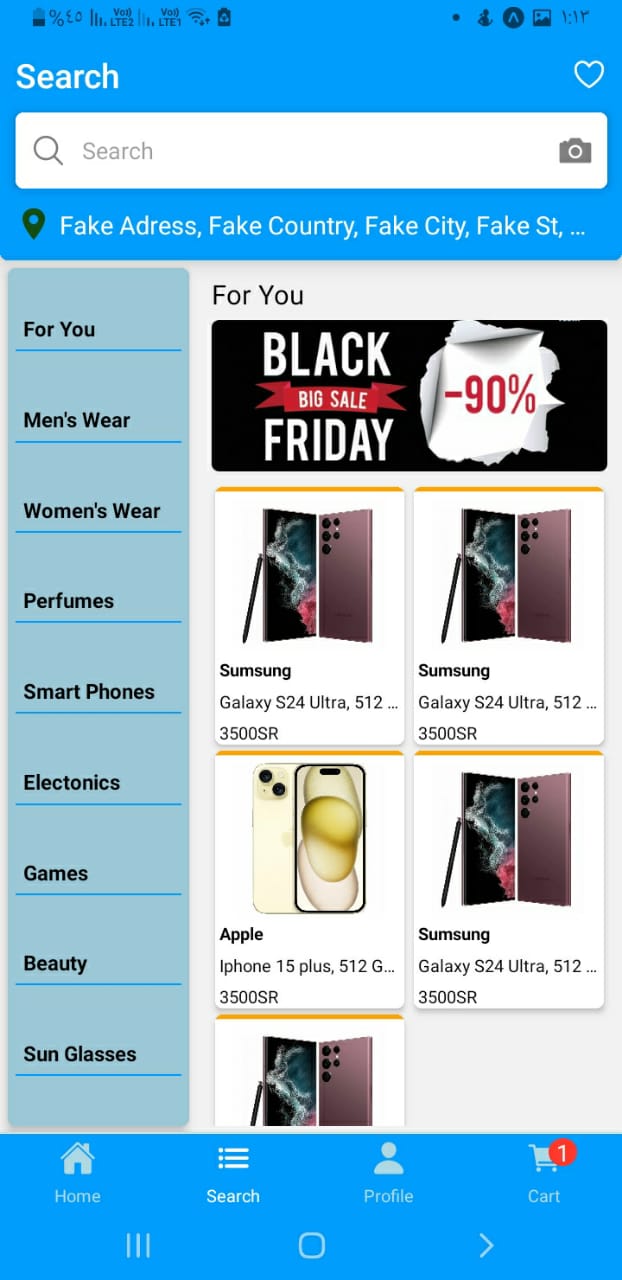 %٤٥ Vo)) LTE2 Vo)) LTE1 ١:١٣
Search
Search
Fake Adress, Fake Country, Fake City, Fake St, ...
For You
Men's Wear
Women's Wear
Perfumes
Smart Phones
Electonics
Games
Beauty
Sun Glasses
For You
BLACK
BIG SALE
FRIDAY
-90%
Sumsung
Galaxy S24 Ultra, 512 ...
3500SR
Sumsung
Galaxy S24 Ultra, 512 ...
3500SR
Apple
Iphone 15 plus, 512 G...
3500SR
Sumsung
Galaxy S24 Ultra, 512 ...
3500SR
Home
Search
Profile
1
Cart